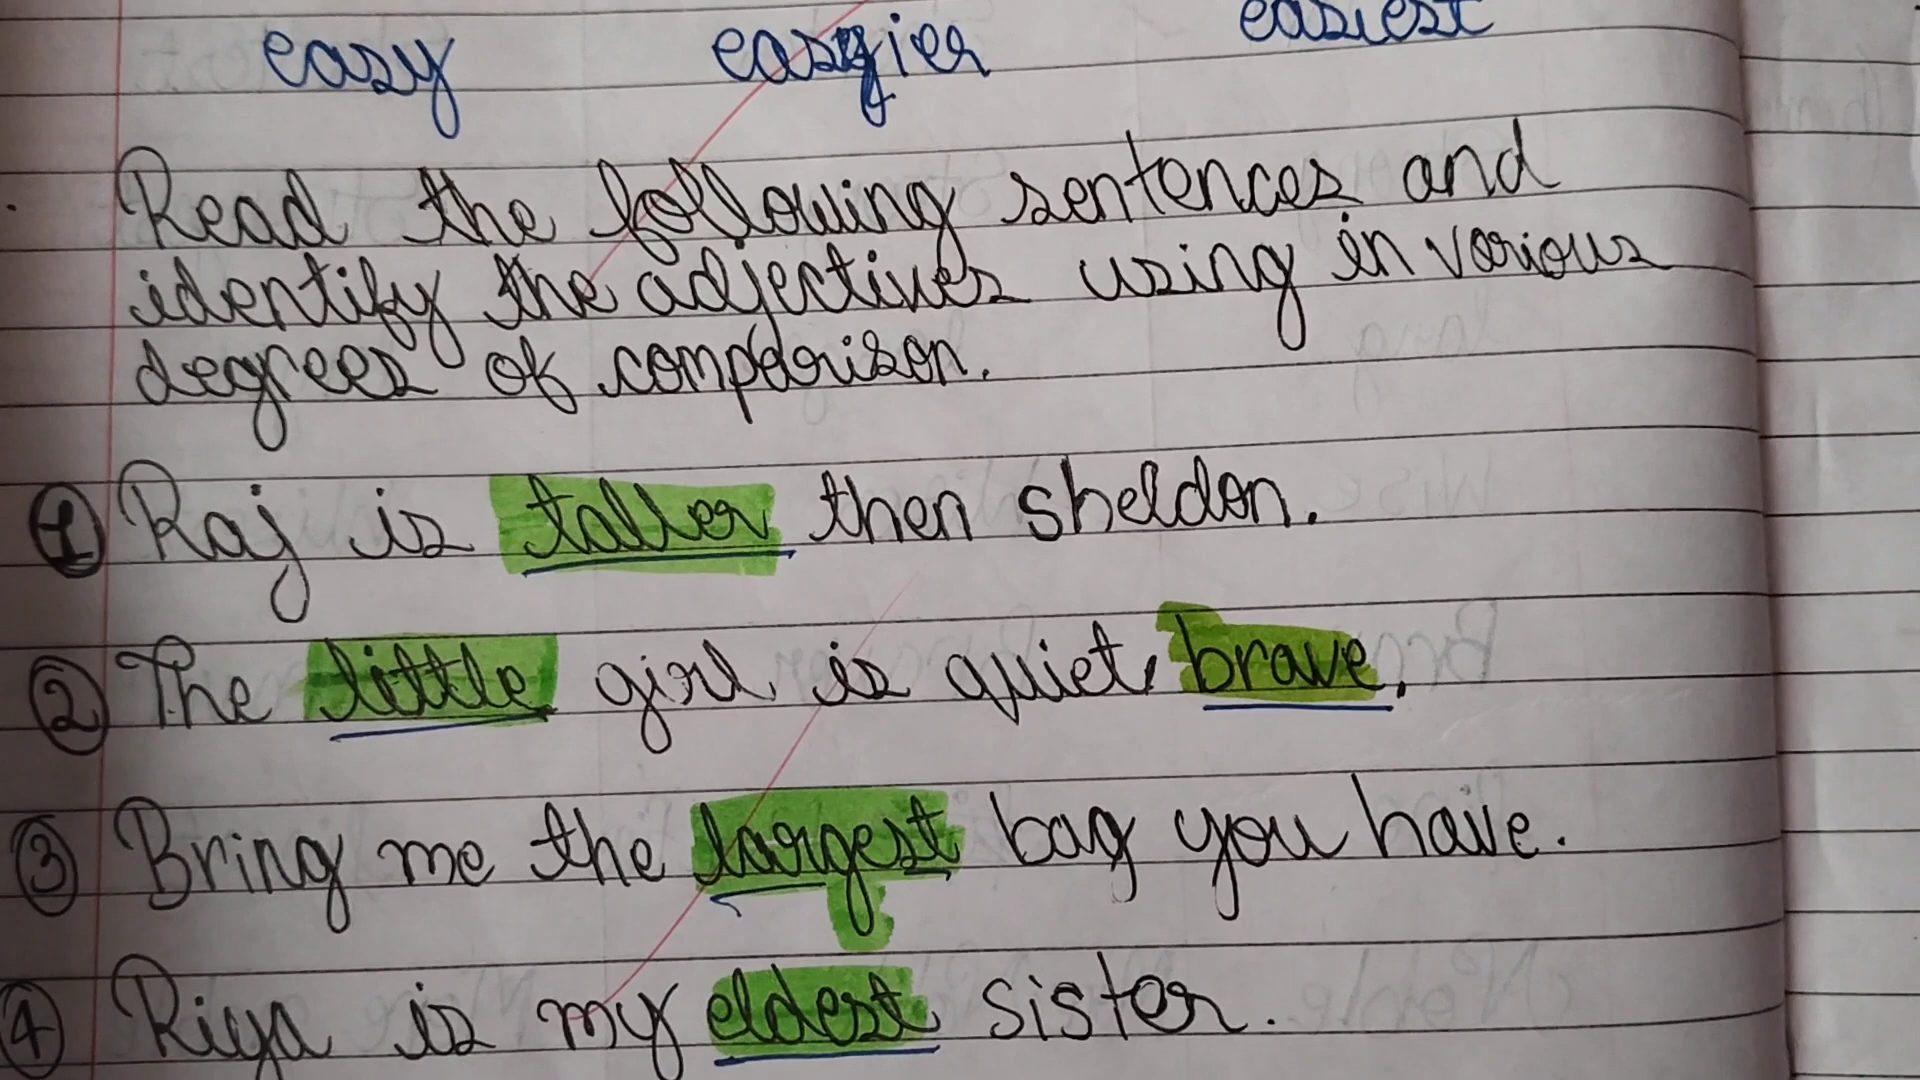 easy easyier easiest
Read the following sentences and
identify the adjectives using in various
degrees of comparison.
1 Raj is taller then sheldon.
2 The little girl is quiet, brave.
3 Bring me the largest bag you have.
4 Riya is my eldest sister.